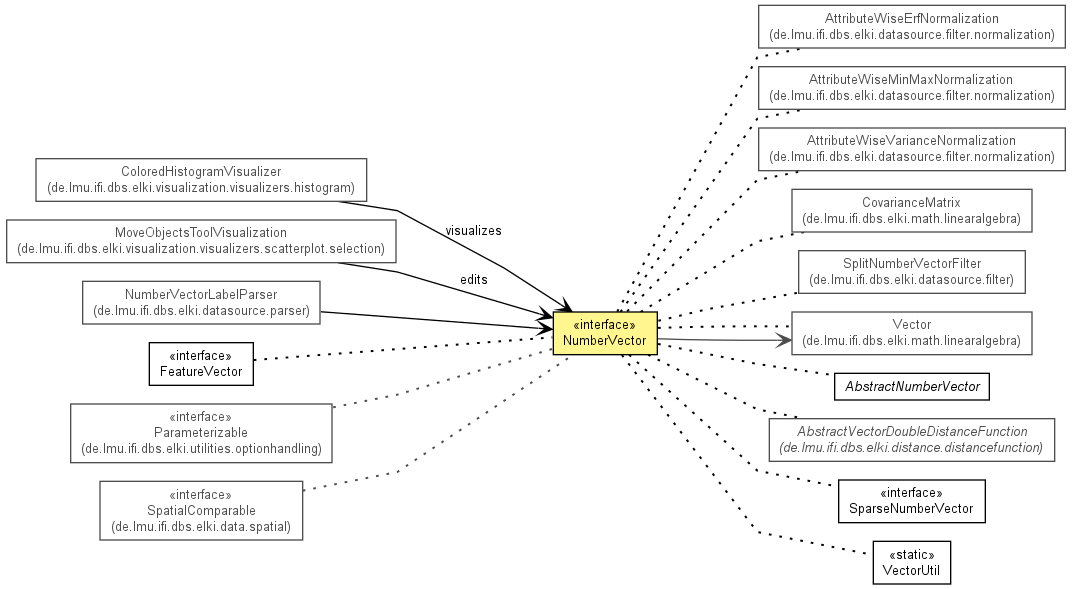 AttributeWiseErfNormalization
(de.lmu.ifi.dbs.elki.datasource.filter.normalization)
AttributeWiseMinMaxNormalization
(de.lmu.ifi.dbs.elki.datasource.filter.normalization)
AttributeWiseVarianceNormalization
(de.lmu.ifi.dbs.elki.datasource.filter.normalization)
ColoredHistogramVisualizer
(de.lmu.ifi.dbs.elki.visualization.visualizers.histogram)
CovarianceMatrix
(de.lmu.ifi.dbs.elki.math.linearalgebra)
visualizes
MoveObjectsToolVisualization
(de.lmu.ifi.dbs.elki.visualization.visualizers.scatterplot.selection)
SplitNumberVectorFilter
(de.lmu.ifi.dbs.elki.datasource.filter)
edits
NumberVectorLabelParser
(de.lmu.ifi.dbs.elki.datasource.parser)
«interface»
NumberVector
Vector
(de.lmu.ifi.dbs.elki.math.linearalgebra)
«interface»
FeatureVector
AbstractNumberVector
«interface»
Parameterizable
(de.lmu.ifi.dbs.elki.utilities.optionhandling)
AbstractVectorDoubleDistanceFunction
(de.lmu.ifi.dbs.elki.distance.distancefunction)
«interface»
SpatialComparable
(de.lmu.ifi.dbs.elki.data.spatial)
«interface»
SparseNumberVector
«static»
VectorUtil